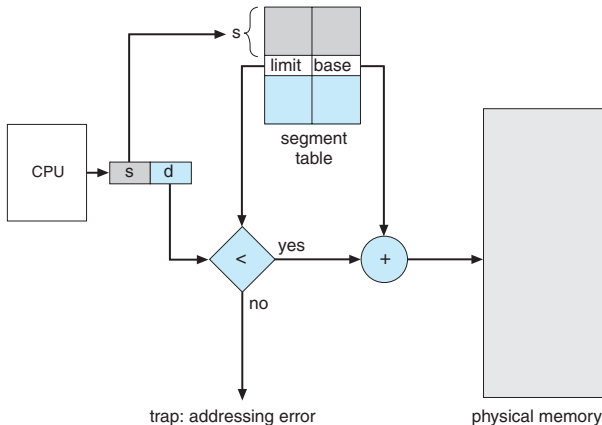 s
limit base
segment
table
CPU
s d
<
yes
+
no
trap: addressing error
physical memory